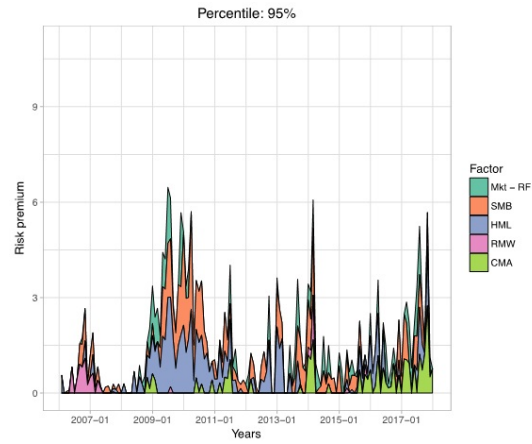 Percentile: 95%
Risk premium
9
6
3
0
2007-01
2009-01
2011-01
2013-01
2015-01
2017-01
Years
Factor
Mkt - RF
SMB
HML
RMW
CMA